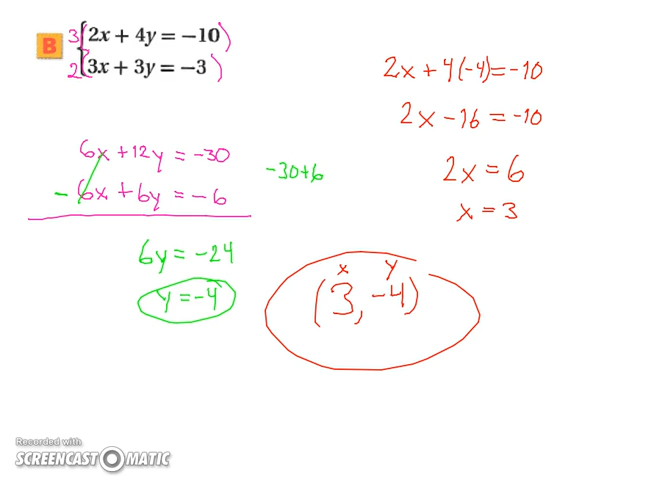 B
3(2x + 4y = −10)
2(3x + 3y = −3)
6x + 12y = -30
- 6x + 6y = -6
-30+6
6y = -24
y = -4
2x + 4(-4) = -10
2x - 16 = -10
2x = 6
x = 3
x y
(3, -4)
Recorded with
SCREENCAST O MATIC